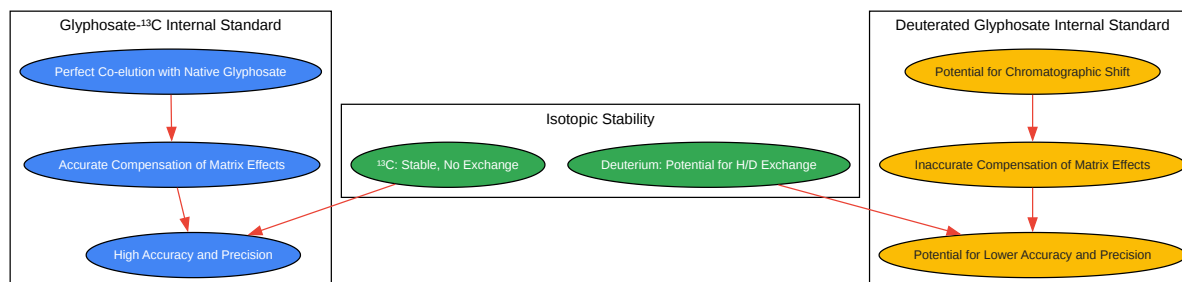 Glyphosate-¹³C Internal Standard
Perfect Co-elution with Native Glyphosate
Accurate Compensation of Matrix Effects
High Accuracy and Precision
Isotopic Stability
¹³C: Stable, No Exchange
Deuterium: Potential for H/D Exchange
Deuterated Glyphosate Internal Standard
Potential for Chromatographic Shift
Inaccurate Compensation of Matrix Effects
Potential for Lower Accuracy and Precision